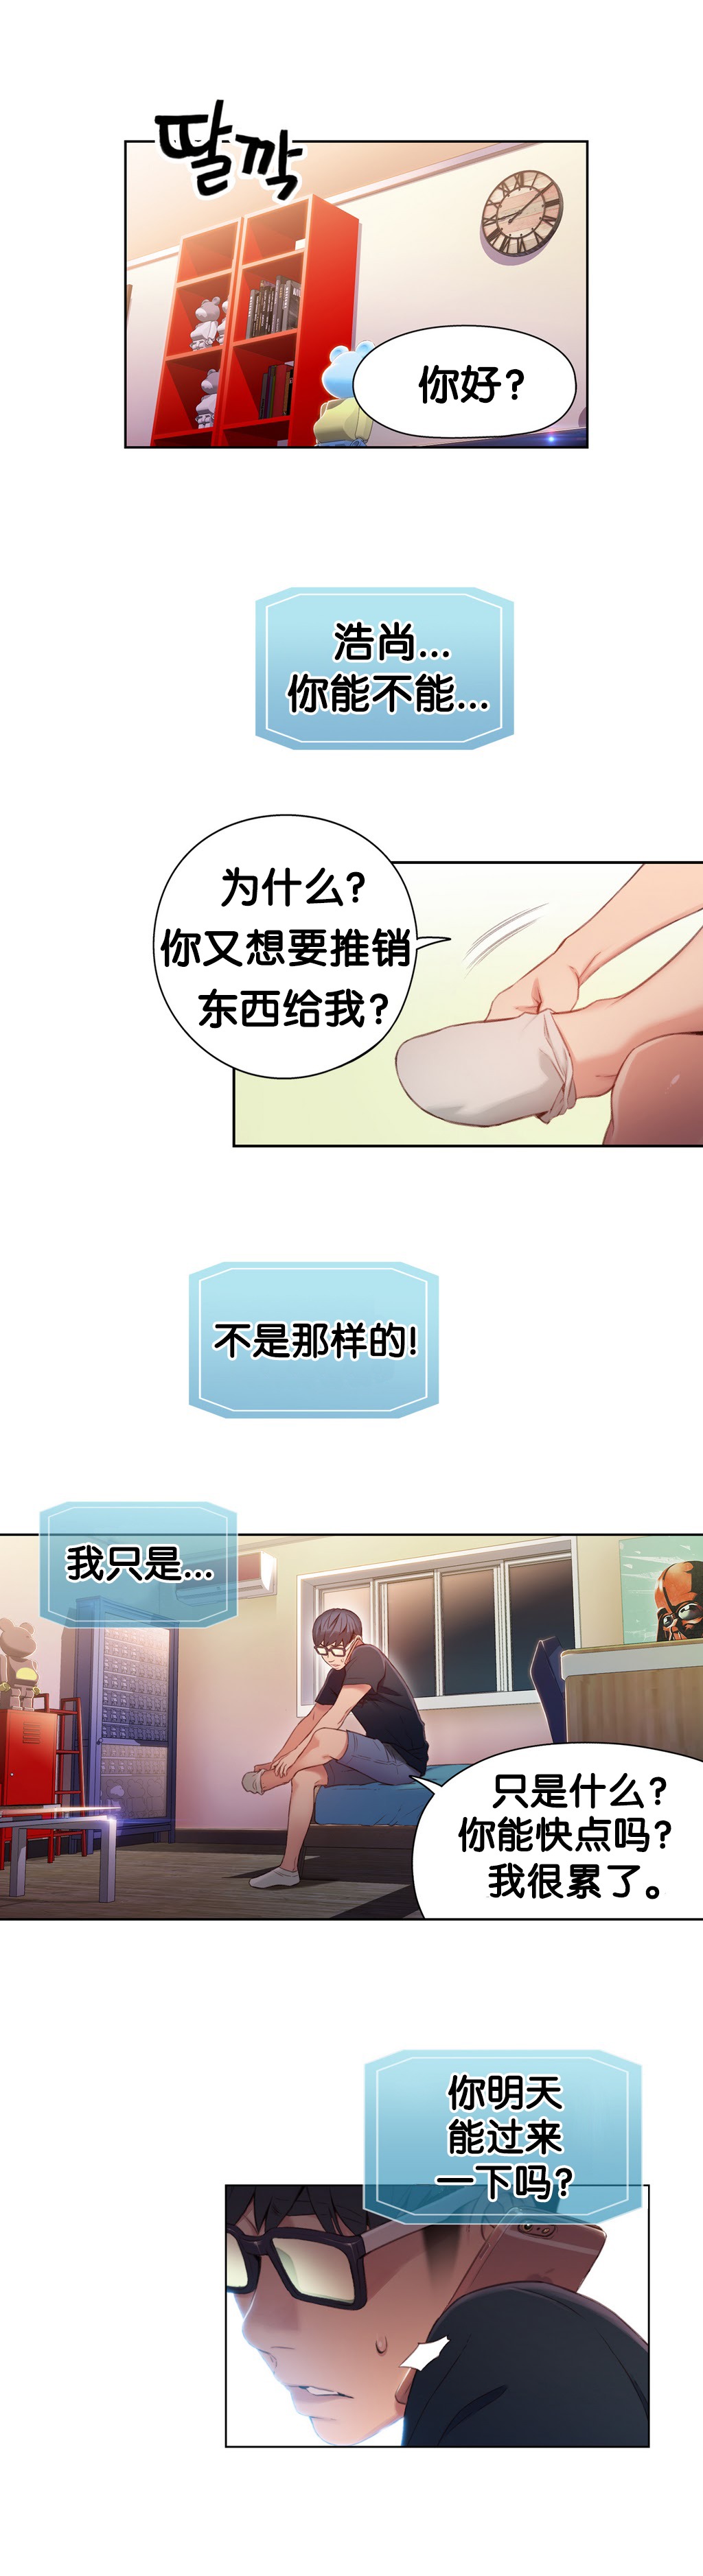 딸깍
你好?
浩尚...
你能不能...
为什么?
你又想要推销
东西给我?
不是那样的!
我只是...
只是什么?
你能快点吗?
我很累了。
你明天
能过来
一下吗?